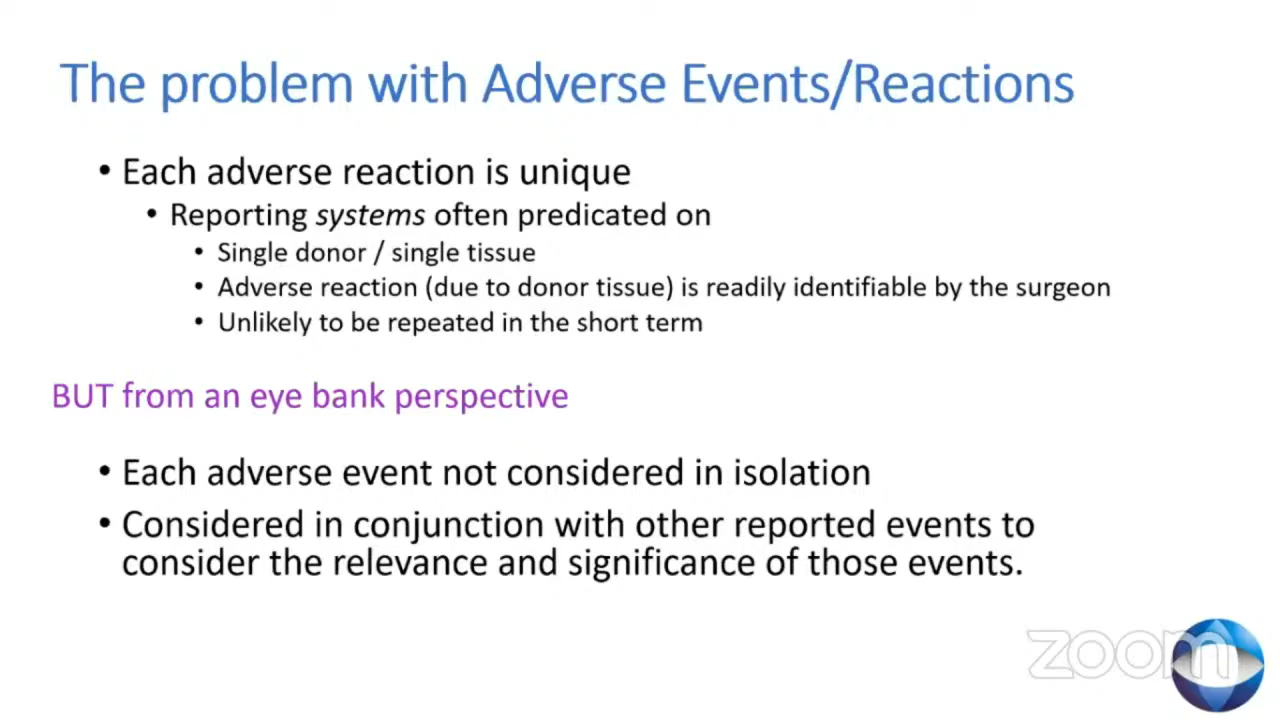 The problem with Adverse Events/Reactions
• Each adverse reaction is unique
• Reporting systems often predicated on
• Single donor / single tissue
• Adverse reaction (due to donor tissue) is readily identifiable by the surgeon
• Unlikely to be repeated in the short term
BUT from an eye bank perspective
• Each adverse event not considered in isolation
• Considered in conjunction with other reported events to
consider the relevance and significance of those events.
zoom